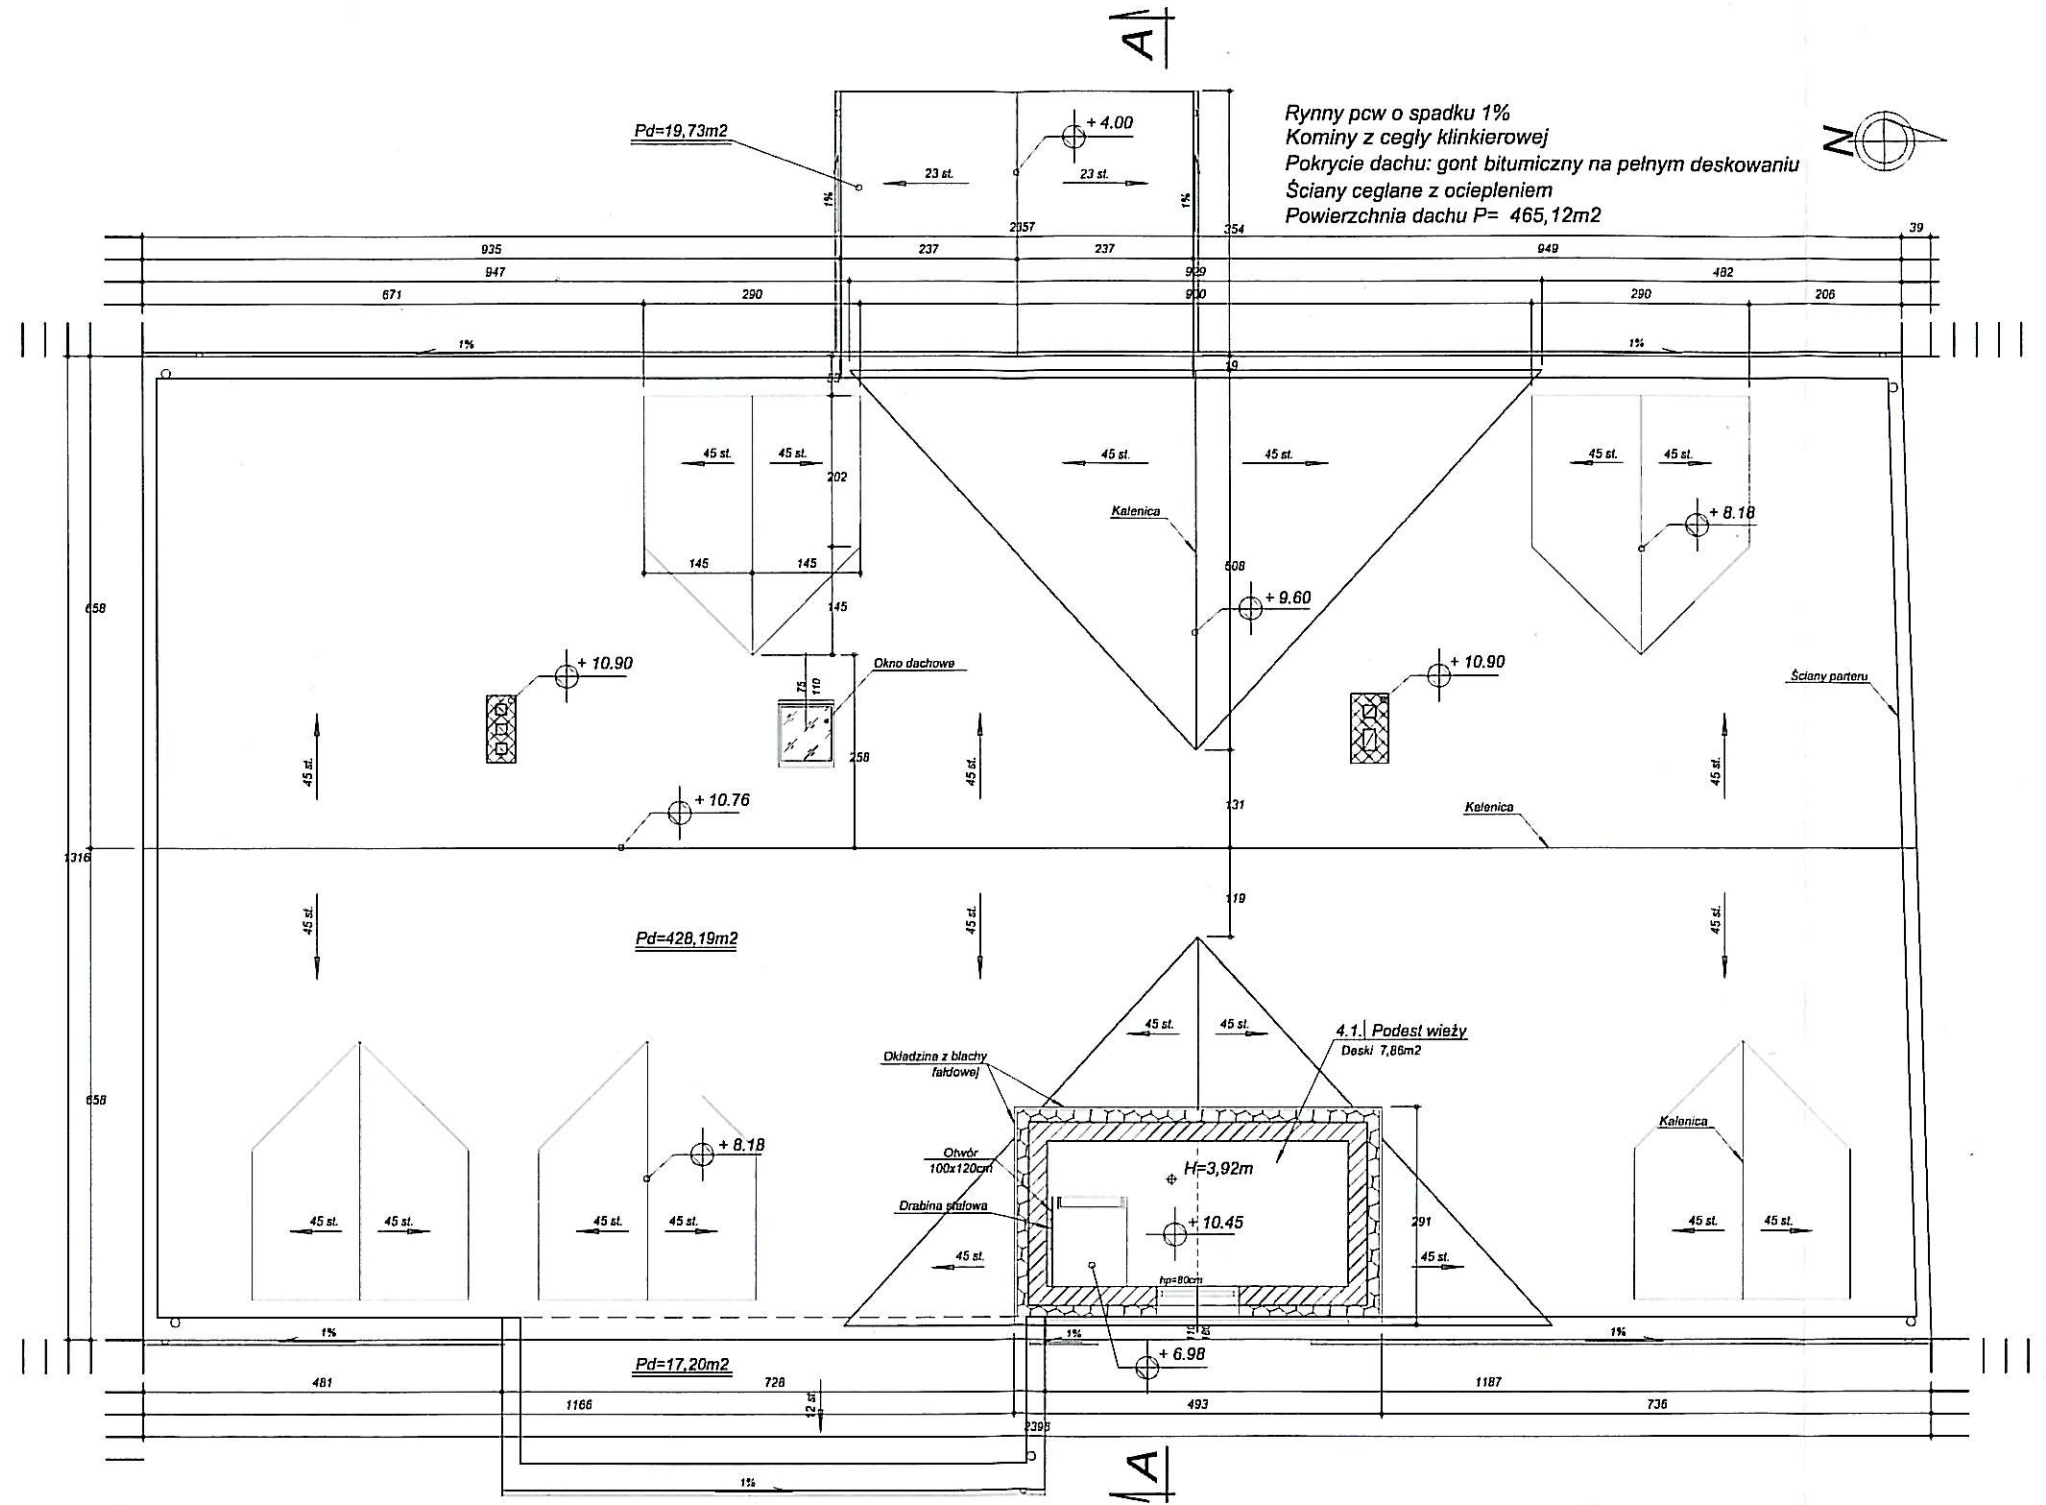 A
Rynny pcw o spadku 1%
Kominy z cegły klinkierowej
Pokrycie dachu: gont bitumiczny na pełnym deskowaniu
Ściany ceglane z ociepleniem
Powierzchnia dachu P= 465,12m2
N
Pd=19,73m2
+ 4.00
23 st.
23 st.
1%
1%
2357
354
39
935
237
237
949
947
929
482
671
290
900
290
206
1%
1%
19
45 st.
45 st.
45 st.
45 st.
45 st.
45 st.
202
Kalenica
+ 8.18
145
145
508
658
145
+ 9.60
+ 10.90
Okno dachowe
+ 10.90
Ściany parteru
75
110
258
45 st.
45 st.
45 st.
+ 10.76
131
Kalenica
1316
119
45 st.
45 st.
45 st.
Pd=428,19m2
45 st.
45 st.
4.1. Podest wieży
Deski 7,86m2
Okładzina z blachy
fałdowej
658
Kalenica
+ 8.18
Otwór
100x120cm
H=3,92m
Drabina stalowa
+ 10.45
291
45 st.
45 st.
45 st.
45 st.
45 st.
45 st.
45 st.
45 st.
hp=80cm
1%
1%
110
160
1%
Pd=17,20m2
+ 6.98
481
728
1187
12 st.
1166
493
736
2396
1%
A